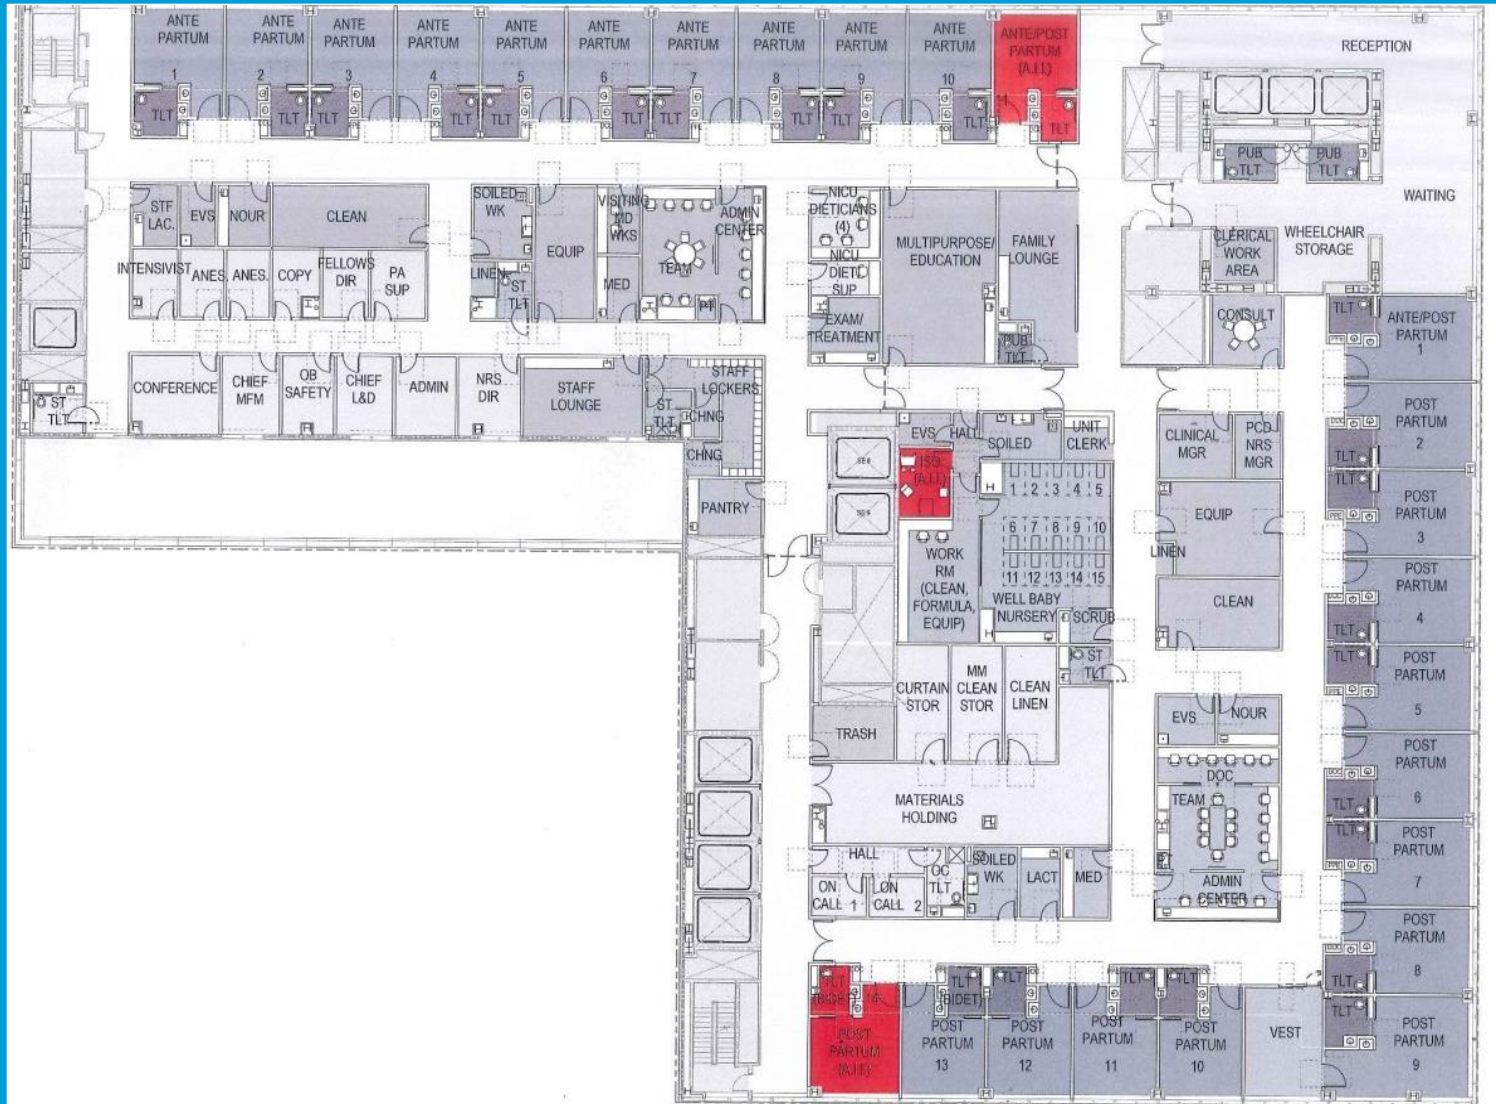 ANTE
PARTUM
1
ANTE
PARTUM
2
ANTE
PARTUM
3
ANTE
PARTUM
4
ANTE
PARTUM
5
ANTE
PARTUM
6
ANTE
PARTUM
7
ANTE
PARTUM
8
ANTE
PARTUM
9
ANTE
PARTUM
10
ANTE/POST
PARTUM
(A.I.I.)
11
RECEPTION
TLT
TLT
TLT
TLT
TLT
TLT
TLT
TLT
TLT
TLT
TLT
PUB
TLT
PUB
TLT
WAITING
STF
LAC.
EVS
NOUR
CLEAN
SOILED
WK
EQUIP
VISITING
MD
WKS
ADMIN
CENTER
TEAM
NICU
DIETICIANS
(4)
MULTIPURPOSE/
EDUCATION
FAMILY
LOUNGE
CLERICAL
WORK
AREA
WHEELCHAIR
STORAGE
INTENSIVIST
ANES.
ANES.
COPY
FELLOWS
DIR
PA
SUP
LINEN
ST
TLT
MED
PT
NICU
DIET
SUP
EXAM/
TREATMENT
PUB
TLT
CONSULT
TLT
ANTE/POST
PARTUM
1
ST
TLT
CONFERENCE
CHIEF
MFM
OB
SAFETY
CHIEF
L&D
ADMIN
NRS
DIR
STAFF
LOUNGE
ST
TLT
STAFF
LOCKERS
CHNG
CHNG
PANTRY
EVS
HALL
SOILED
UNIT
CLERK
ISO
(A.I.I.)
1 2 3 4 5
6 7 8 9 10
11 12 13 14 15
WORK
RM
(CLEAN,
FORMULA,
EQUIP)
WELL BABY
NURSERY
SCRUB
CLINICAL
MGR
PCD
NRS
MGR
EQUIP
LINEN
CLEAN
POST
PARTUM
2
TLT
TLT
POST
PARTUM
3
POST
PARTUM
4
TLT
TLT
POST
PARTUM
5
CURTAIN
STOR
MM
CLEAN
STOR
CLEAN
LINEN
ST
TLT
TRASH
EVS
NOUR
MATERIALS
HOLDING
DOC
TEAM
ADMIN
CENTER
POST
PARTUM
6
TLT
TLT
POST
PARTUM
7
HALL
ON
CALL 1
ON
CALL 2
OC
TLT
SOILED
WK
LACT
MED
POST
PARTUM
8
TLT
TLT
POST
PARTUM
9
TLT
(BIDET)
14
POST
PARTUM
(A.I.I.)
TLT
(BIDET)
POST
PARTUM
13
TLT
POST
PARTUM
12
TLT
POST
PARTUM
11
TLT
POST
PARTUM
10
VEST